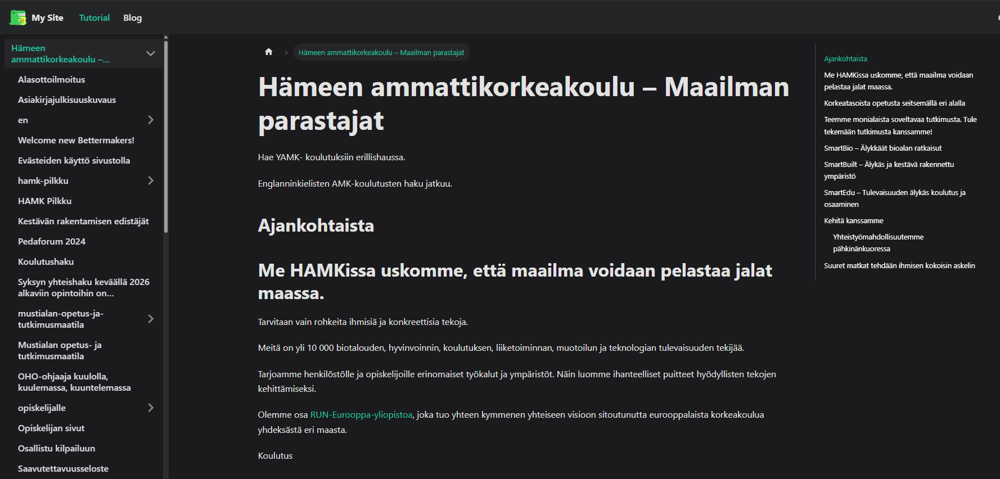 My Site
Tutorial
Blog
Hämeen
ammattikorkeakoulu –...
Alasottoilmoitus
Asiakirjajulkisuuskuvaus
en
Welcome new Bettermakers!
Evästeiden käyttö sivustolla
hamk-pilkku
HAMK Pilkku
Kestävän rakentamisen edistäjät
Pedaforum 2024
Koulutushaku
Syksyn yhteishaku keväällä 2026
alkaviin opintoihin on...
mustialan-opetus-ja-
tutkimusmaatila
Mustialan opetus- ja
tutkimusmaatila
OHO-ohjaaja kuulolla,
kuulemassa, kuuntelemassa
opiskelijalle
Opiskelijan sivut
Osallistu kilpailuun
Saavutettavuusseloste
Hämeen ammattikorkeakoulu – Maailman parastajat
Hämeen ammattikorkeakoulu – Maailman
parastajat
Hae YAMK- koulutuksiin erillishaussa.
Englanninkielisten AMK-koulutusten haku jatkuu.
Ajankohtaista
Me HAMKissa uskomme, että maailma voidaan pelastaa jalat
maassa.
Tarvitaan vain rohkeita ihmisiä ja konkreettisia tekoja.
Meitä on yli 10 000 biotalouden, hyvinvoinnin, koulutuksen, liiketoiminnan, muotoilun ja teknologian tulevaisuuden tekijää.
Tarjoamme henkilöstölle ja opiskelijoille erinomaiset työkalut ja ympäristöt. Näin luomme ihanteelliset puitteet hyödyllisten tekojen
kehittämiseksi.
Olemme osa RUN-Eurooppa-yliopistoa, joka tuo yhteen kymmenen yhteiseen visioon sitoutunutta eurooppalaista korkeakoulua
yhdeksästä eri maasta.
Koulutus
Ajankohtaista
Me HAMKissa uskomme, että maailma voidaan
pelastaa jalat maassa.
Korkeatasoista opetusta seitsemällä eri alalla
Teemme monialaista soveltavaa tutkimusta. Tule
tekemään tutkimusta kanssamme!
SmartBio – Älykkäät bioalan ratkaisut
SmartBuilt – Älykäs ja kestävä rakennettu
ympäristö
SmartEdu – Tulevaisuuden älykäs koulutus ja
osaaminen
Kehitä kanssamme
Yhteistyömahdollisuutemme
pähkinänkuoressa
Suuret matkat tehdään ihmisen kokoisin askelin